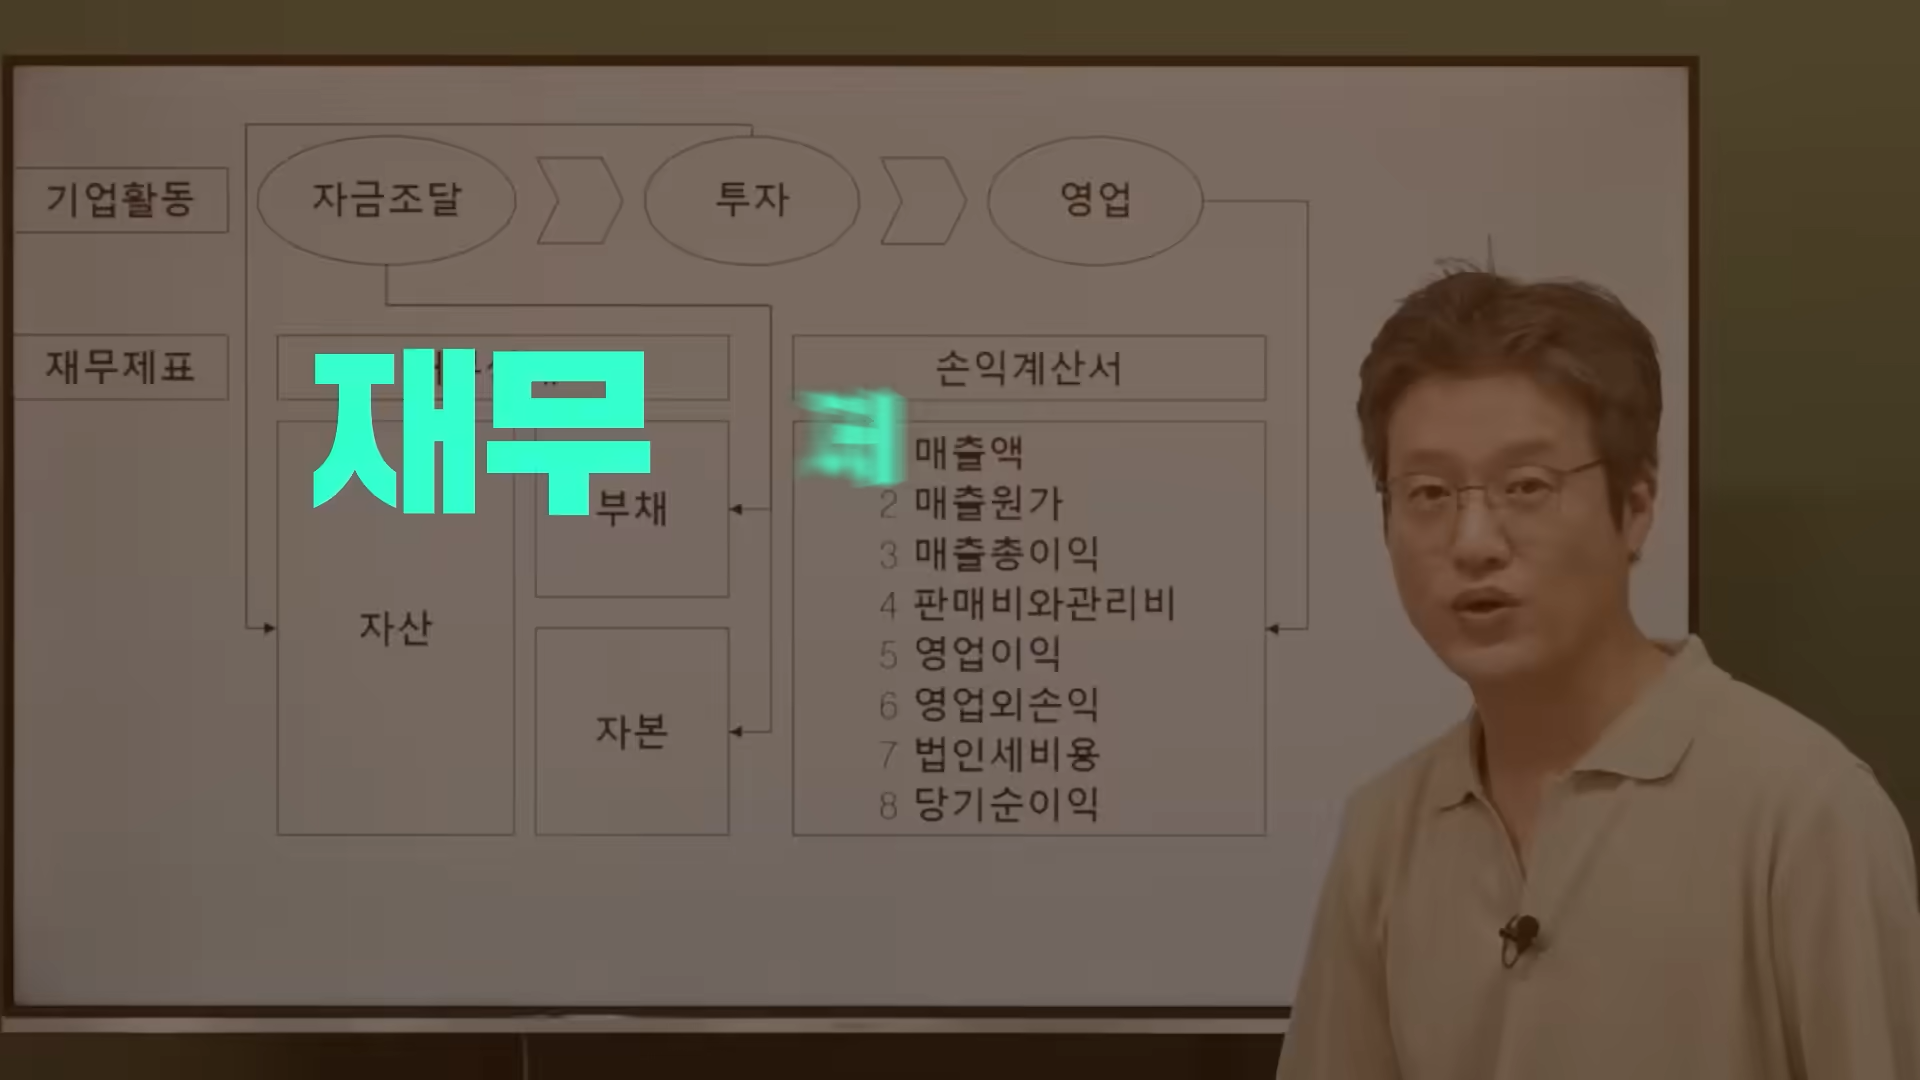 기업활동
자금조달
투자
영업
재무제표
손익계산서
재무
부채
자산
자본
매출액
2 매출원가
3 매출총이익
4 판매비와관리비
5 영업이익
6 영업외손익
7 법인세비용
8 당기순이익